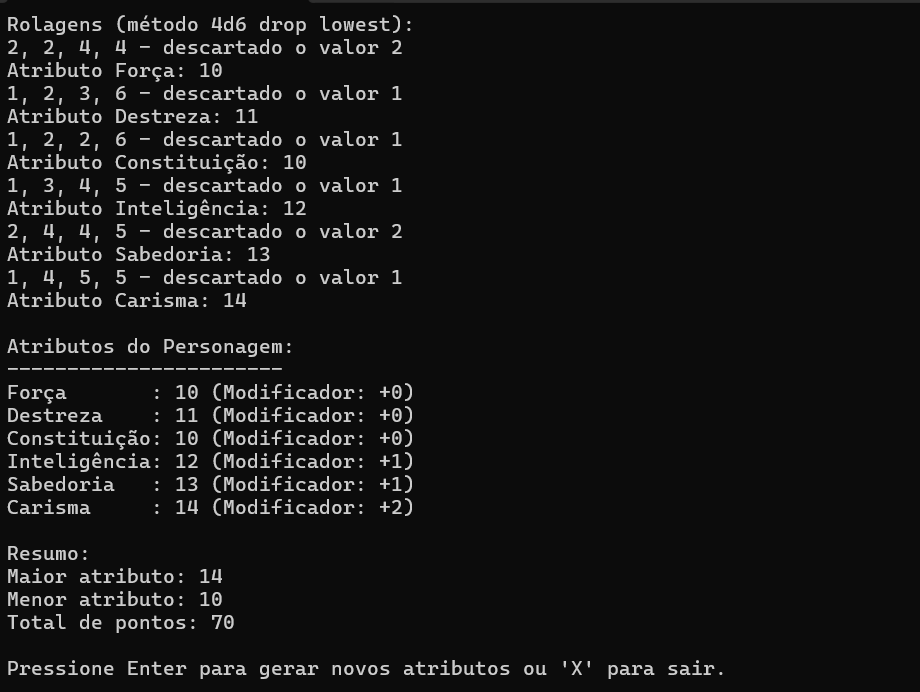 Rolagens (método 4d6 drop lowest):
2, 2, 4, 4 - descartado o valor 2
Atributo Força: 10
1, 2, 3, 6 - descartado o valor 1
Atributo Destreza: 11
1, 2, 2, 6 - descartado o valor 1
Atributo Constituição: 10
1, 3, 4, 5 - descartado o valor 1
Atributo Inteligência: 12
2, 4, 4, 5 - descartado o valor 2
Atributo Sabedoria: 13
1, 4, 5, 5 - descartado o valor 1
Atributo Carisma: 14
Atributos do Personagem:
-----------------------
Força       : 10 (Modificador: +0)
Destreza    : 11 (Modificador: +0)
Constituição: 10 (Modificador: +0)
Inteligência: 12 (Modificador: +1)
Sabedoria   : 13 (Modificador: +1)
Carisma     : 14 (Modificador: +2)
Resumo:
Maior atributo: 14
Menor atributo: 10
Total de pontos: 70
Pressione Enter para gerar novos atributos ou 'X' para sair.